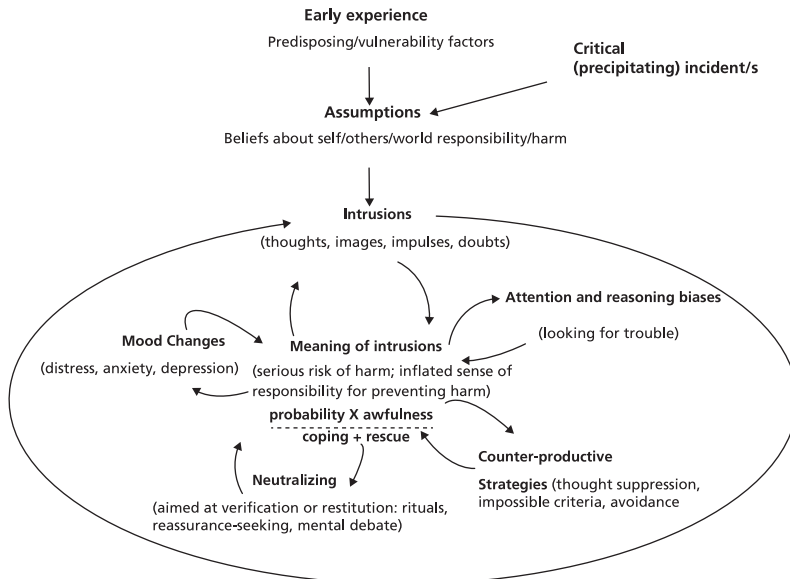 Early experience
Predisposing/vulnerability factors
Critical
(precipitating) incident/s
Assumptions
Beliefs about self/others/world responsibility/harm
Intrusions
(thoughts, images, impulses, doubts)
Attention and reasoning biases
(looking for trouble)
Mood Changes
(distress, anxiety, depression)
Meaning of intrusions
(serious risk of harm; inflated sense of
responsibility for preventing harm)
probability X awfulness
coping + rescue
Counter-productive
Strategies (thought suppression,
impossible criteria, avoidance
Neutralizing
(aimed at verification or restitution: rituals,
reassurance-seeking, mental debate)